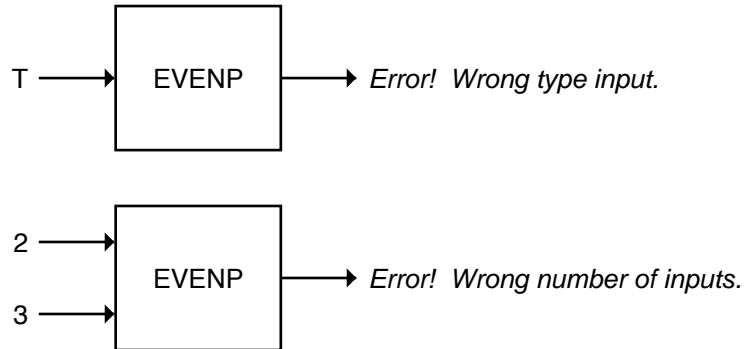 T EVENP Error! Wrong type input.
2
EVENP Error! Wrong number of inputs.
3